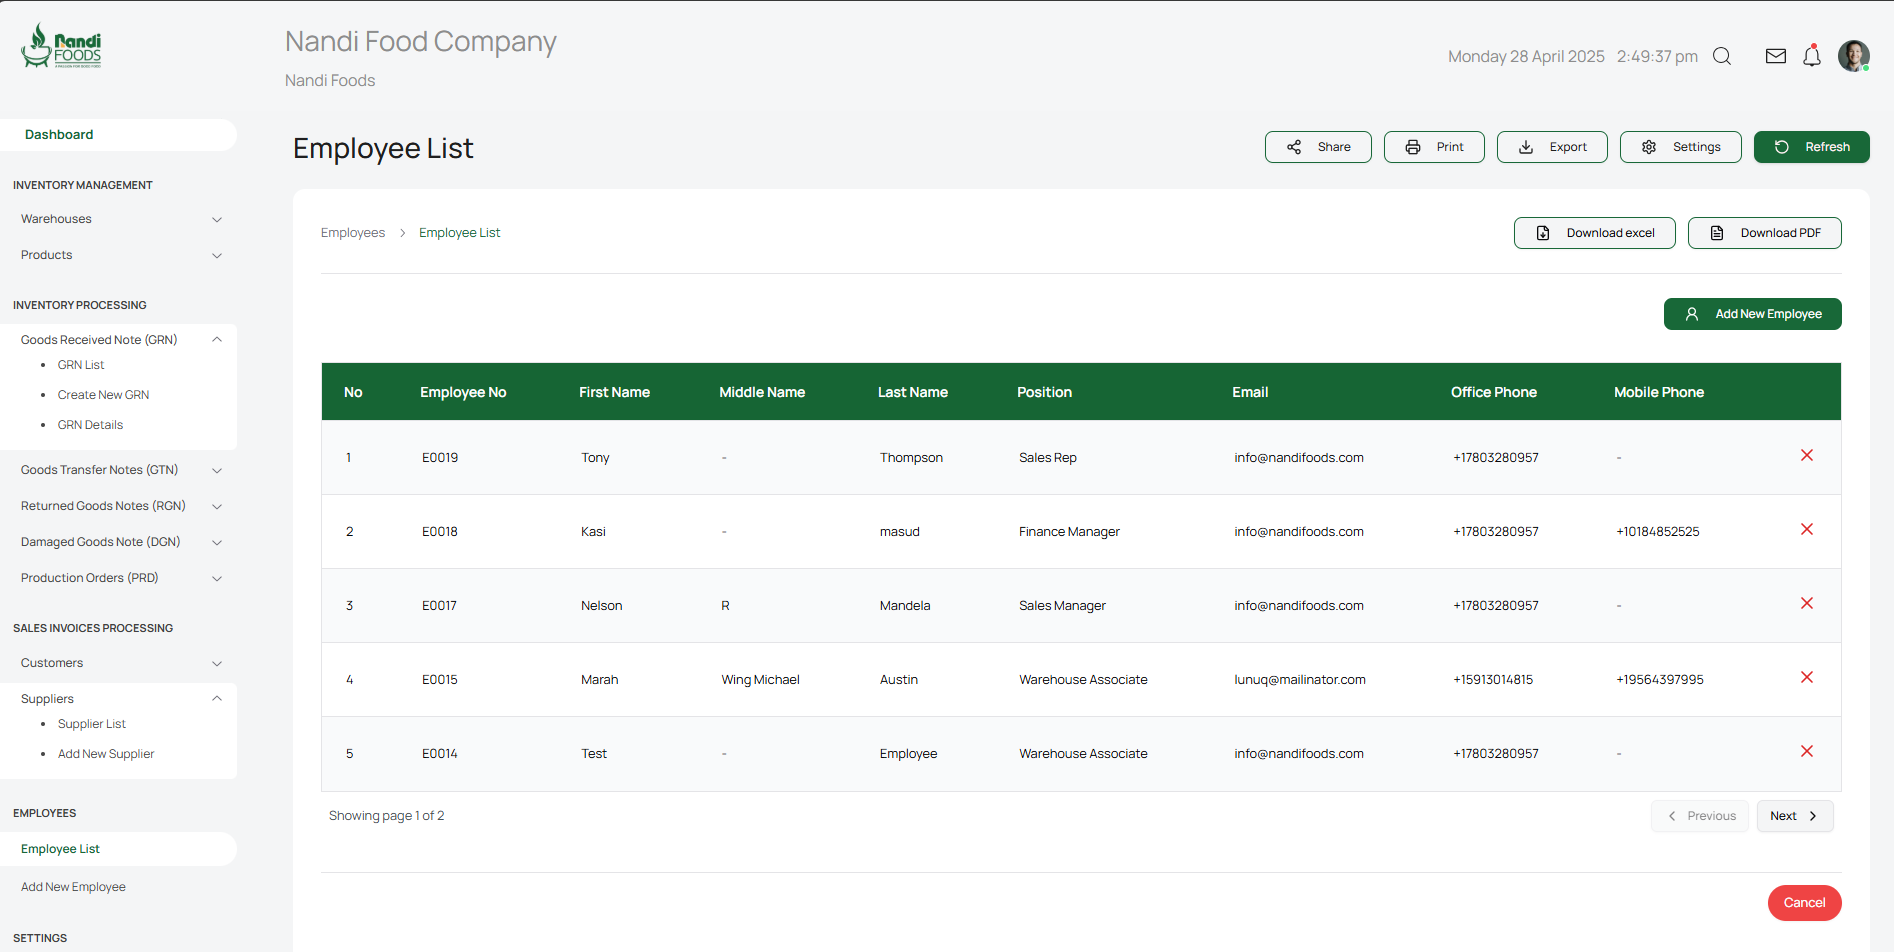 Nandi
FOODS
Nandi Food Company
Nandi Foods
Monday 28 April 2025 2:49:37 pm
Dashboard
INVENTORY MANAGEMENT
Warehouses
Products
INVENTORY PROCESSING
Goods Received Note (GRN)
• GRN List
• Create New GRN
• GRN Details
Goods Transfer Notes (GTN)
Returned Goods Notes (RGN)
Damaged Goods Note (DGN)
Production Orders (PRD)
SALES INVOICES PROCESSING
Customers
Suppliers
• Supplier List
• Add New Supplier
EMPLOYEES
Employee List
Add New Employee
SETTINGS
Employee List
Share Print Export Settings Refresh
Employees > Employee List
Download excel Download PDF
Add New Employee
No Employee No First Name Middle Name Last Name Position Email Office Phone Mobile Phone
1 E0019 Tony - Thompson Sales Rep info@nandifoods.com +17803280957 -
2 E0018 Kasi - masud Finance Manager info@nandifoods.com +17803280957 +10184852525
3 E0017 Nelson R Mandela Sales Manager info@nandifoods.com +17803280957 -
4 E0015 Marah Wing Michael Austin Warehouse Associate lunuq@mailinator.com +15913014815 +19564397995
5 E0014 Test - Employee Warehouse Associate info@nandifoods.com +17803280957 -
Showing page 1 of 2
Previous Next
Cancel